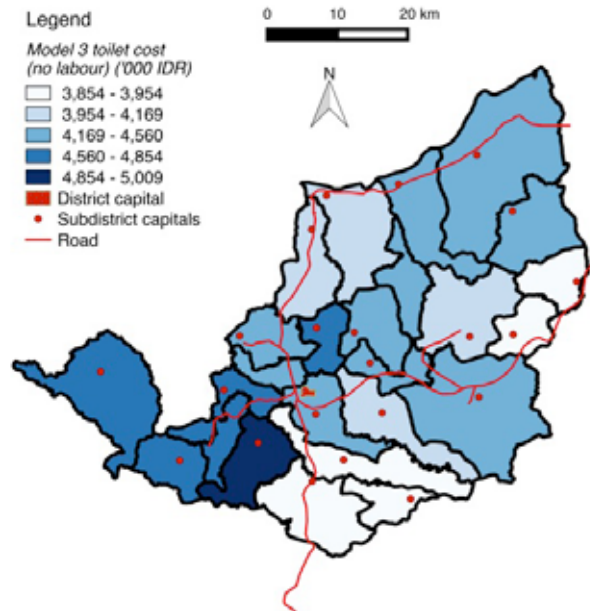 Legend
0 10 20 km
Model 3 toilet cost
(no labour) ('000 IDR)
N
3,854 - 3,954
3,954 - 4,169
4,169 - 4,560
4,560 - 4,854
4,854 - 5,009
District capital
Subdistrict capitals
Road